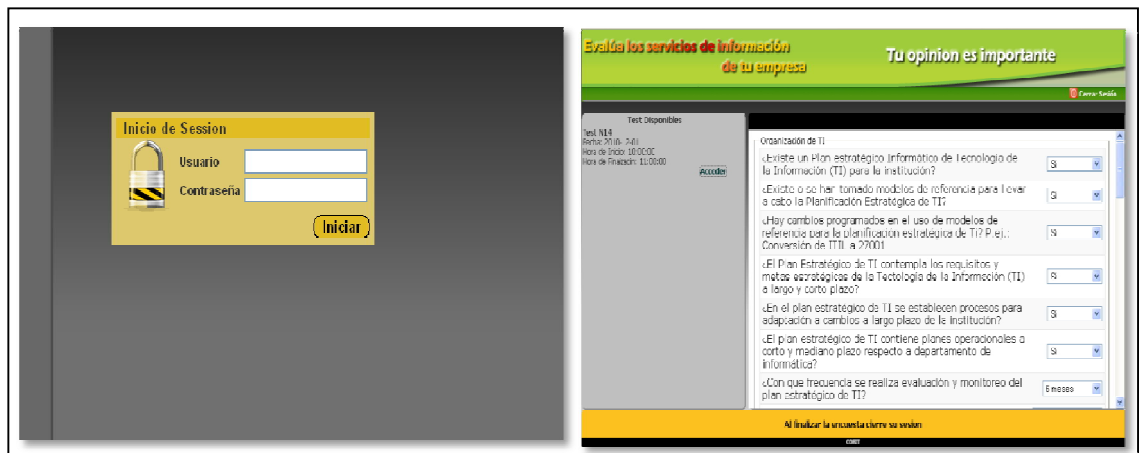 Inicio de Session
Usuario
Contraseña
Iniciar
Evalúa los servicios de información
de tu empresa
Tu opinion es importante
Cerrar Sesión
Test Disponibles
Test N14
Hora de Inicio: 10:00:00
Hora de Finalización: 11:00:00
Acceder
Organización de TI
¿Existe un Plan estratégico Informático de Tecnología de
la Información (TI) para la institución?
Si
¿Existe o se han tomado modelos de referencia para llevar
a cabo la Planificación Estratégica de TI?
Si
¿Hay cambios programados en el uso de modelos de
referencia para la planificación estratégica de TI? P.ej.:
Conversión de ITIL a 27001
Si
¿El Plan Estratégico de TI contempla los requisitos y
metas estratégicas de la Tectología de la Información (TI)
a largo y corto plazo?
Si
¿En el plan estratégico de TI se establecen procesos para
adaptación a cambios a largo plazo de la institución?
Si
¿El plan estratégico de TI contiene planes operacionales a
corto y mediano plazo respecto a departamento de
informática?
Si
¿Con que frecuencia se realiza evaluación y monitoreo del
plan estratégico de TI?
6 meses
Al finalizar la encuesta cierre su sesion
COBIT